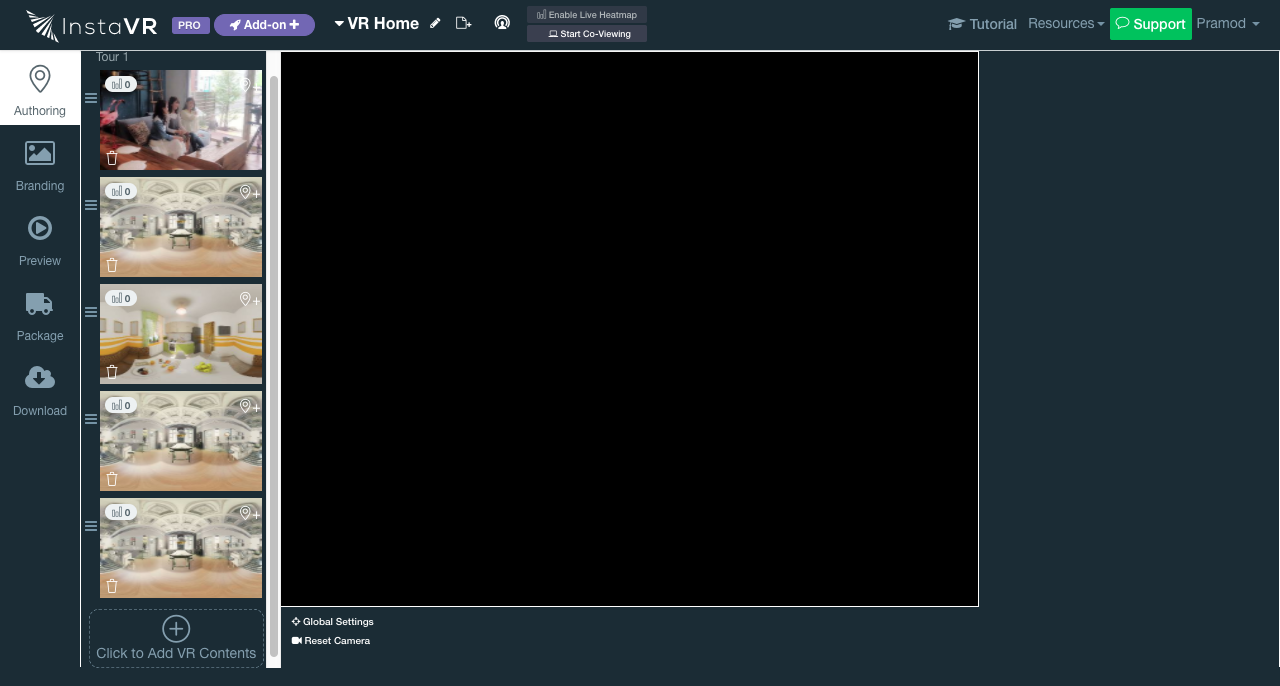 InstaVR PRO Add-on VR Home Enable Live Heatmap Tutorial Resources Support Pramod
Start Co-Viewing
Tour 1
Authoring
Branding
Preview
Package
Download
0
0
0
0
0
Click to Add VR Contents
Global Settings
Reset Camera